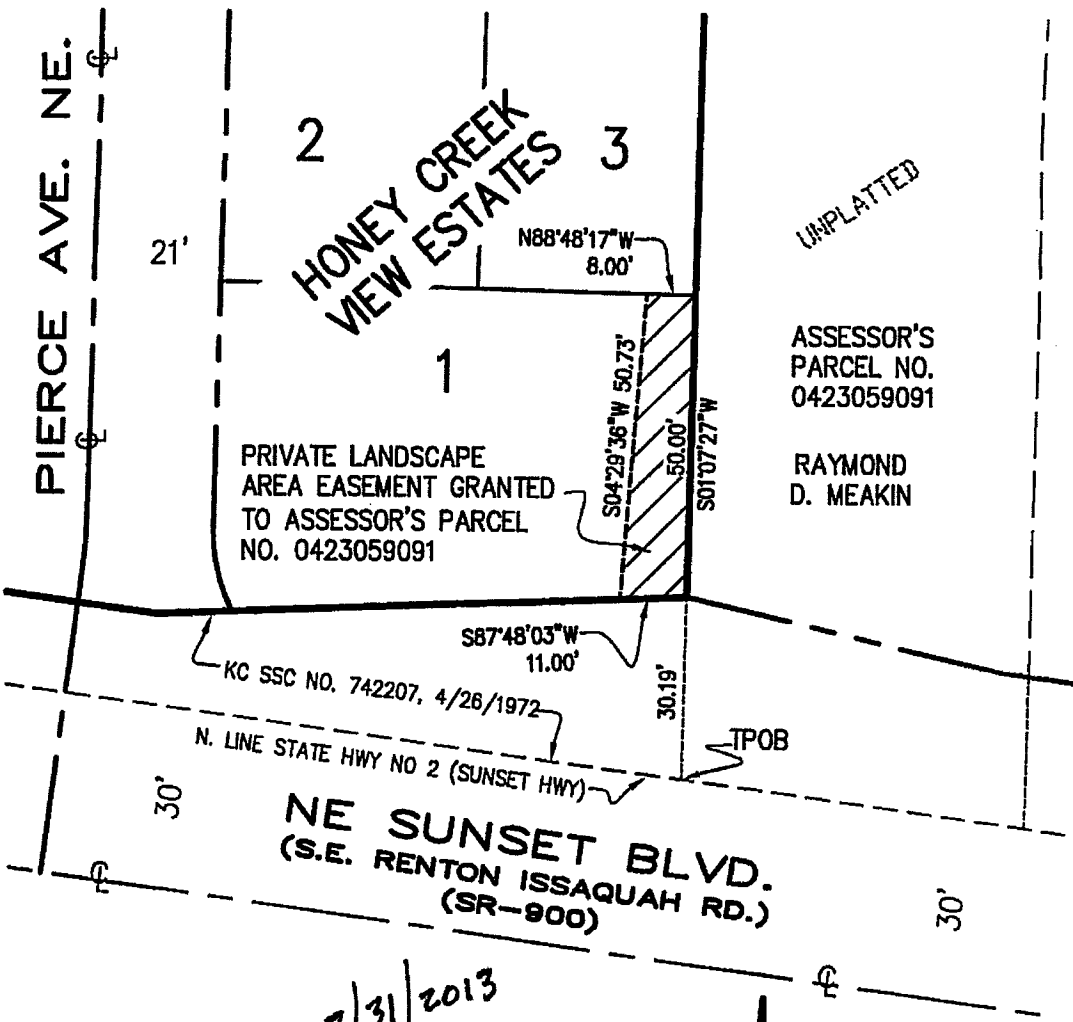 PIERCE AVE. NE.
℄
2
HONEY CREEK
VIEW ESTATES
3
UNPLATTED
21'
N88°48'17"W
8.00'
℄
1
S04°29'36"W 50.73'
50.00'
S01°07'27"W
ASSESSOR'S
PARCEL NO.
0423059091
RAYMOND
D. MEAKIN
PRIVATE LANDSCAPE
AREA EASEMENT GRANTED
TO ASSESSOR'S PARCEL
NO. 0423059091
S87°48'03"W
11.00'
KC SSC NO. 742207, 4/26/1972
30.19'
TPOB
N. LINE STATE HWY NO 2 (SUNSET HWY)
30'
NE SUNSET BLVD.
(S.E. RENTON ISSAQUAH RD.)
(SR-900)
30'
℄
℄
/31/2013